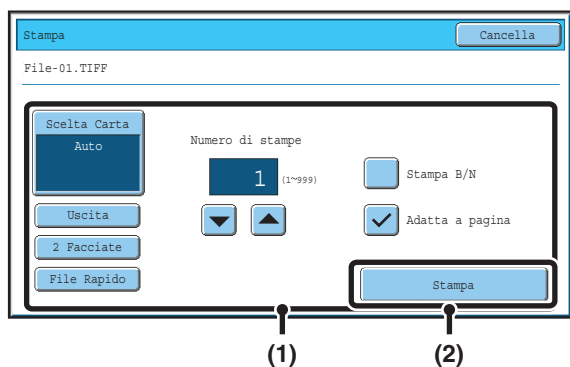 Stampa
Cancella
File-01.TIFF
Scelta Carta
Auto
Numero di stampe
1 (1~999)
Stampa B/N
Uscita
Adatta a pagina
2 Facciate
File Rapido
Stampa
(1)
(2)